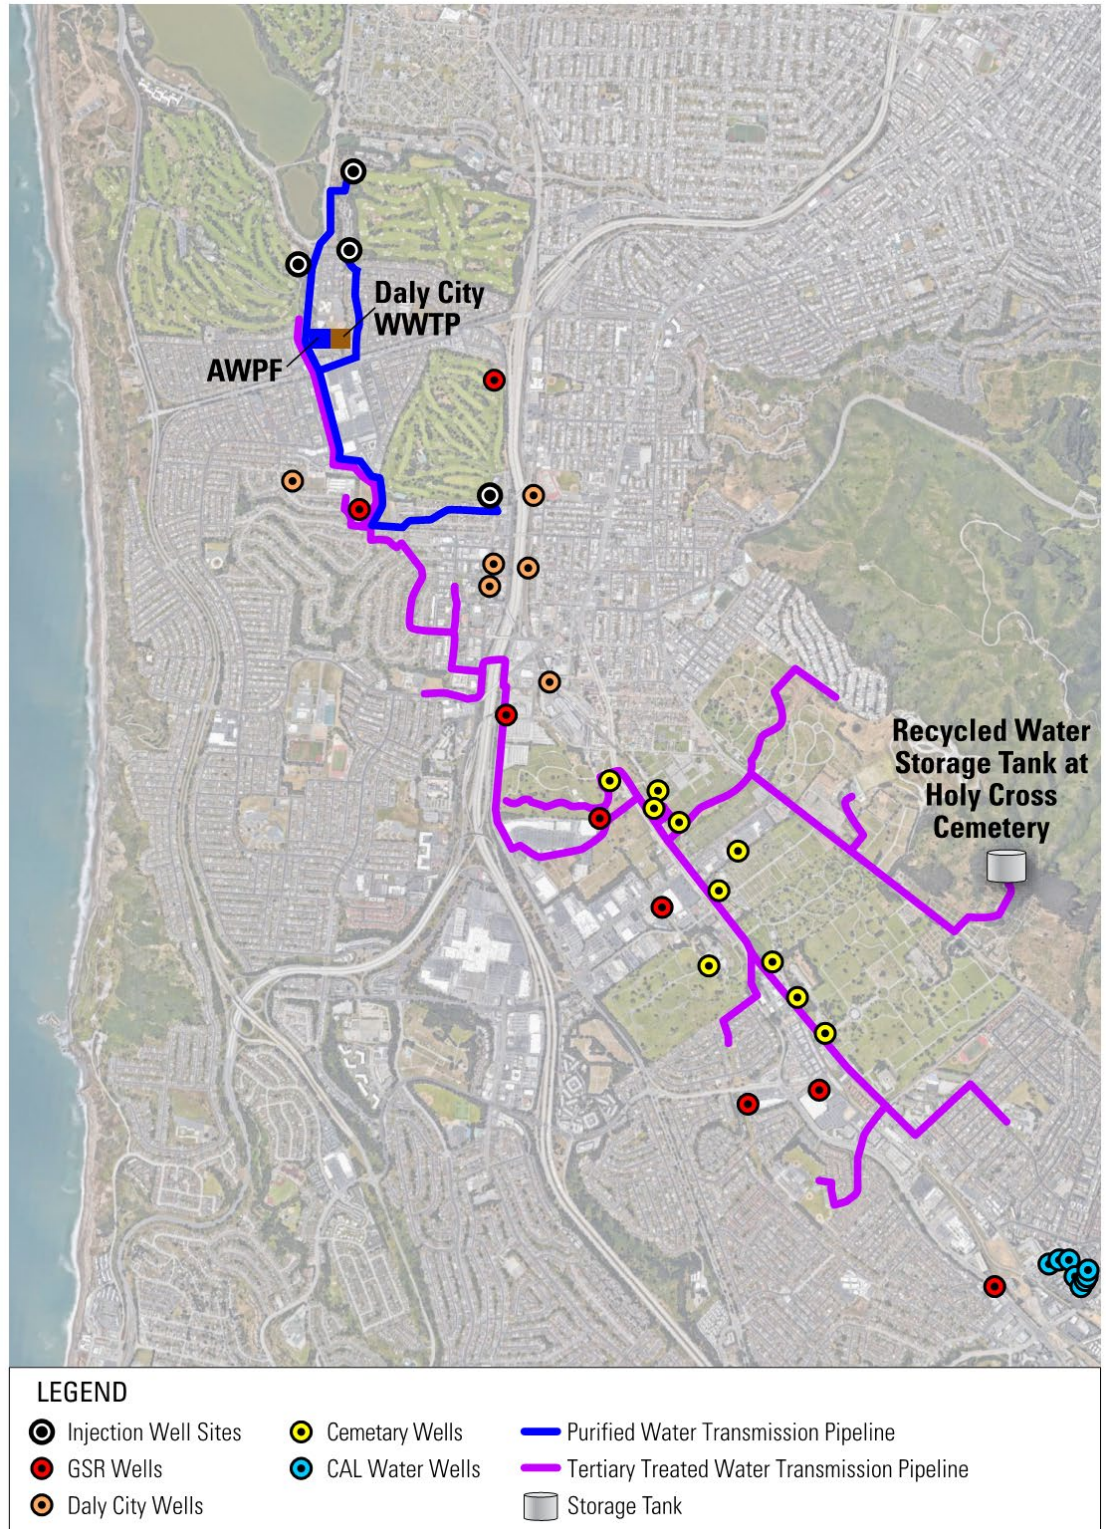 Daly City
WWTP
AWPF
Recycled Water
Storage Tank at
Holy Cross
Cemetery
LEGEND
Injection Well Sites
GSR Wells
Daly City Wells
Cemetary Wells
CAL Water Wells
Purified Water Transmission Pipeline
Tertiary Treated Water Transmission Pipeline
Storage Tank